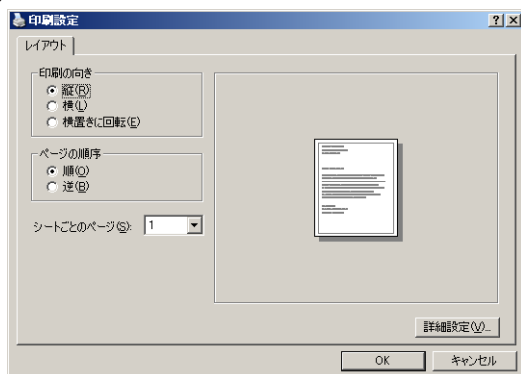 印刷設定
レイアウト
印刷の向き
縦(R)
横(L)
横置きに回転(E)
ページの順序
順(O)
逆(B)
シートごとのページ(S): 1
詳細設定(V)...
OK キャンセル